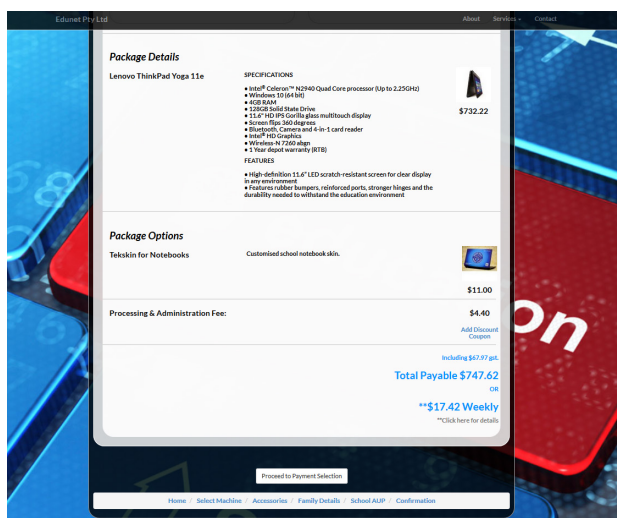 Edunet Pty Ltd About Services Contact
Package Details
Lenovo ThinkPad Yoga 11e
SPECIFICATIONS
● Intel® Celeron™ N2940 Quad Core processor (Up to 2.25GHz)
● Windows 10 (64 bit)
● 4GB RAM
● 128GB Solid State Drive
● 11.6" HD IPS Gorilla glass multitouch display
● Screen flips 360 degrees
● Bluetooth, Camera and 4-in-1 card reader
● Intel® HD Graphics
● Wireless-N 7260 abgn
● 1 Year depot warranty (RTB)
$732.22
FEATURES
● High-definition 11.6" LED scratch-resistant screen for clear display
in any environment
● Features rubber bumpers, reinforced ports, stronger hinges and the
durability needed to withstand the education environment
Package Options
Tekskin for Notebooks
Customised school notebook skin.
$11.00
Processing & Administration Fee:
$4.40
Add Discount
Coupon
Including $67.97 gst.
Total Payable $747.62
OR
**$17.42 Weekly
**Click here for details
on
Proceed to Payment Selection
Home / Select Machine / Accessories / Family Details / School AUP / Confirmation